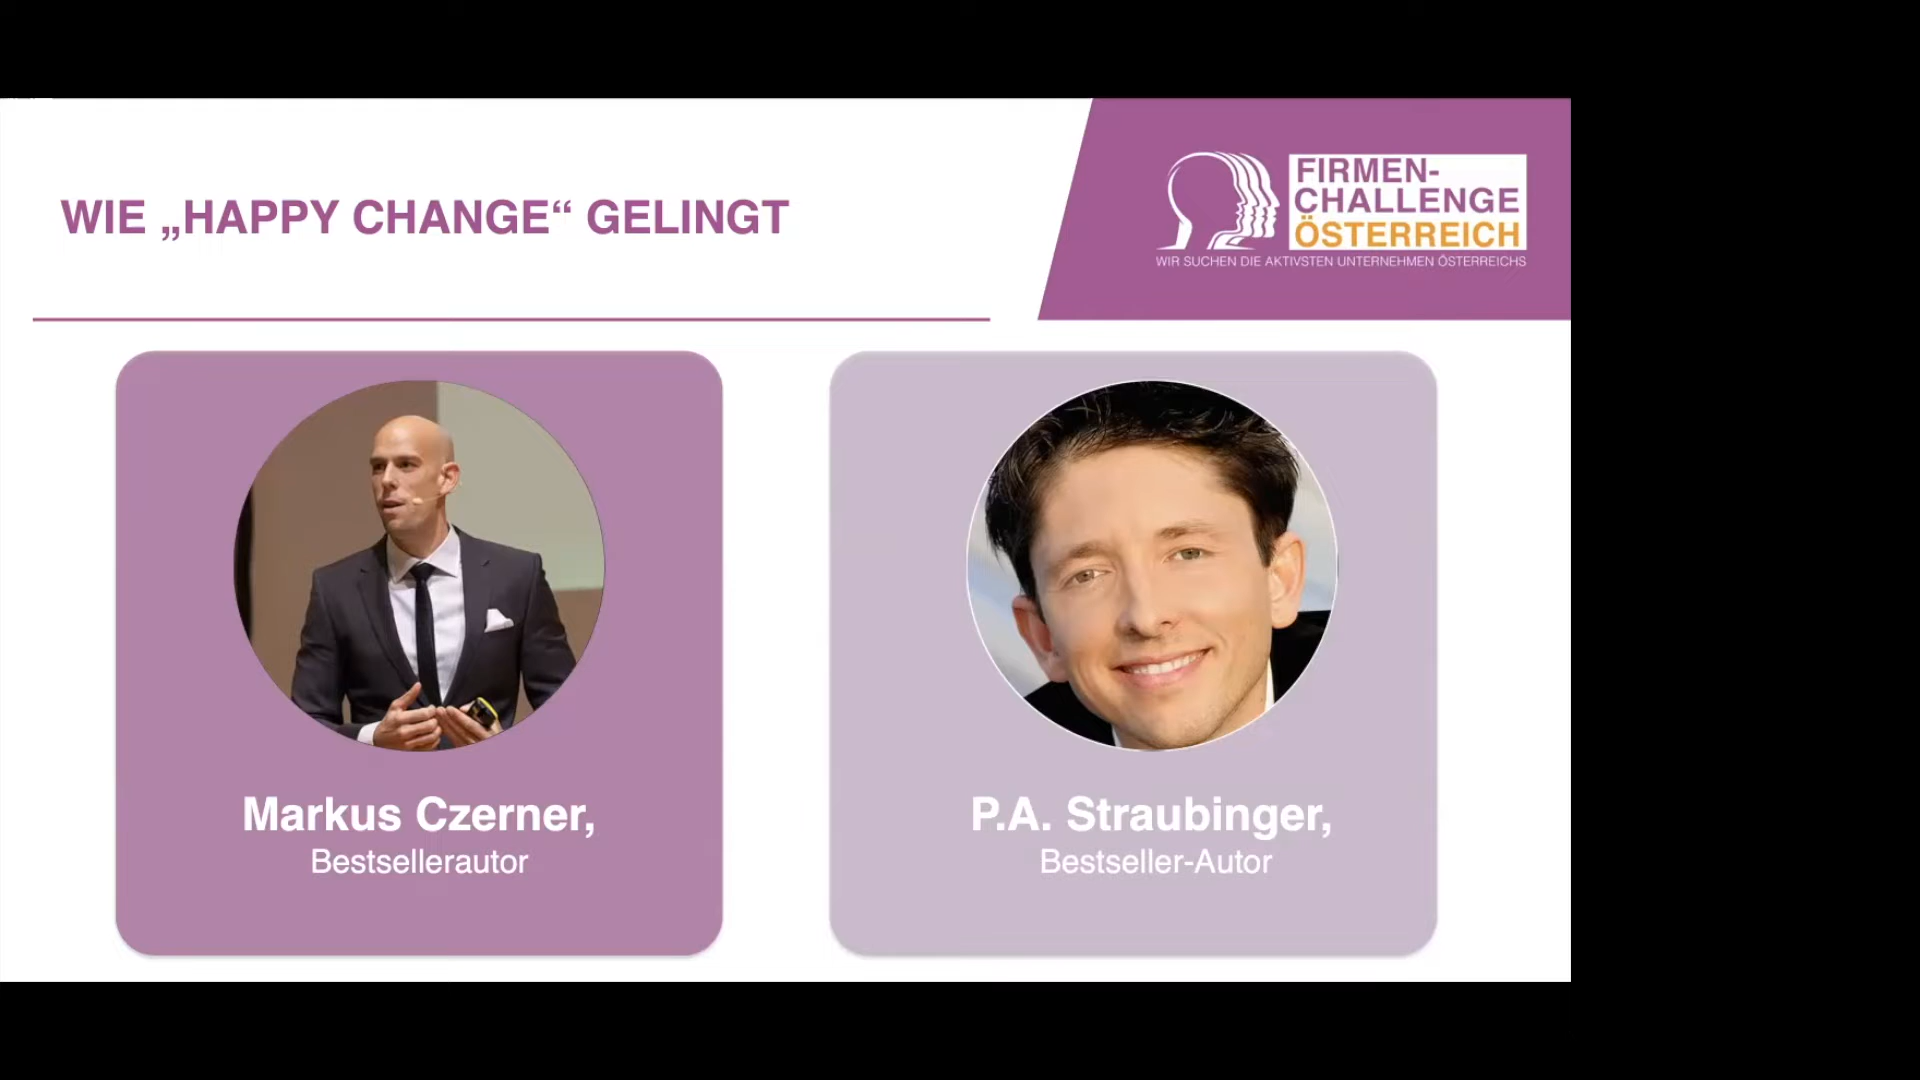 WIE „HAPPY CHANGE“ GELINGT
FIRMEN-
CHALLENGE
ÖSTERREICH
WIR SUCHEN DIE AKTIVSTEN UNTERNEHMEN ÖSTERREICHS
Markus Czerner,
Bestsellerautor
P.A. Straubinger,
Bestseller-Autor